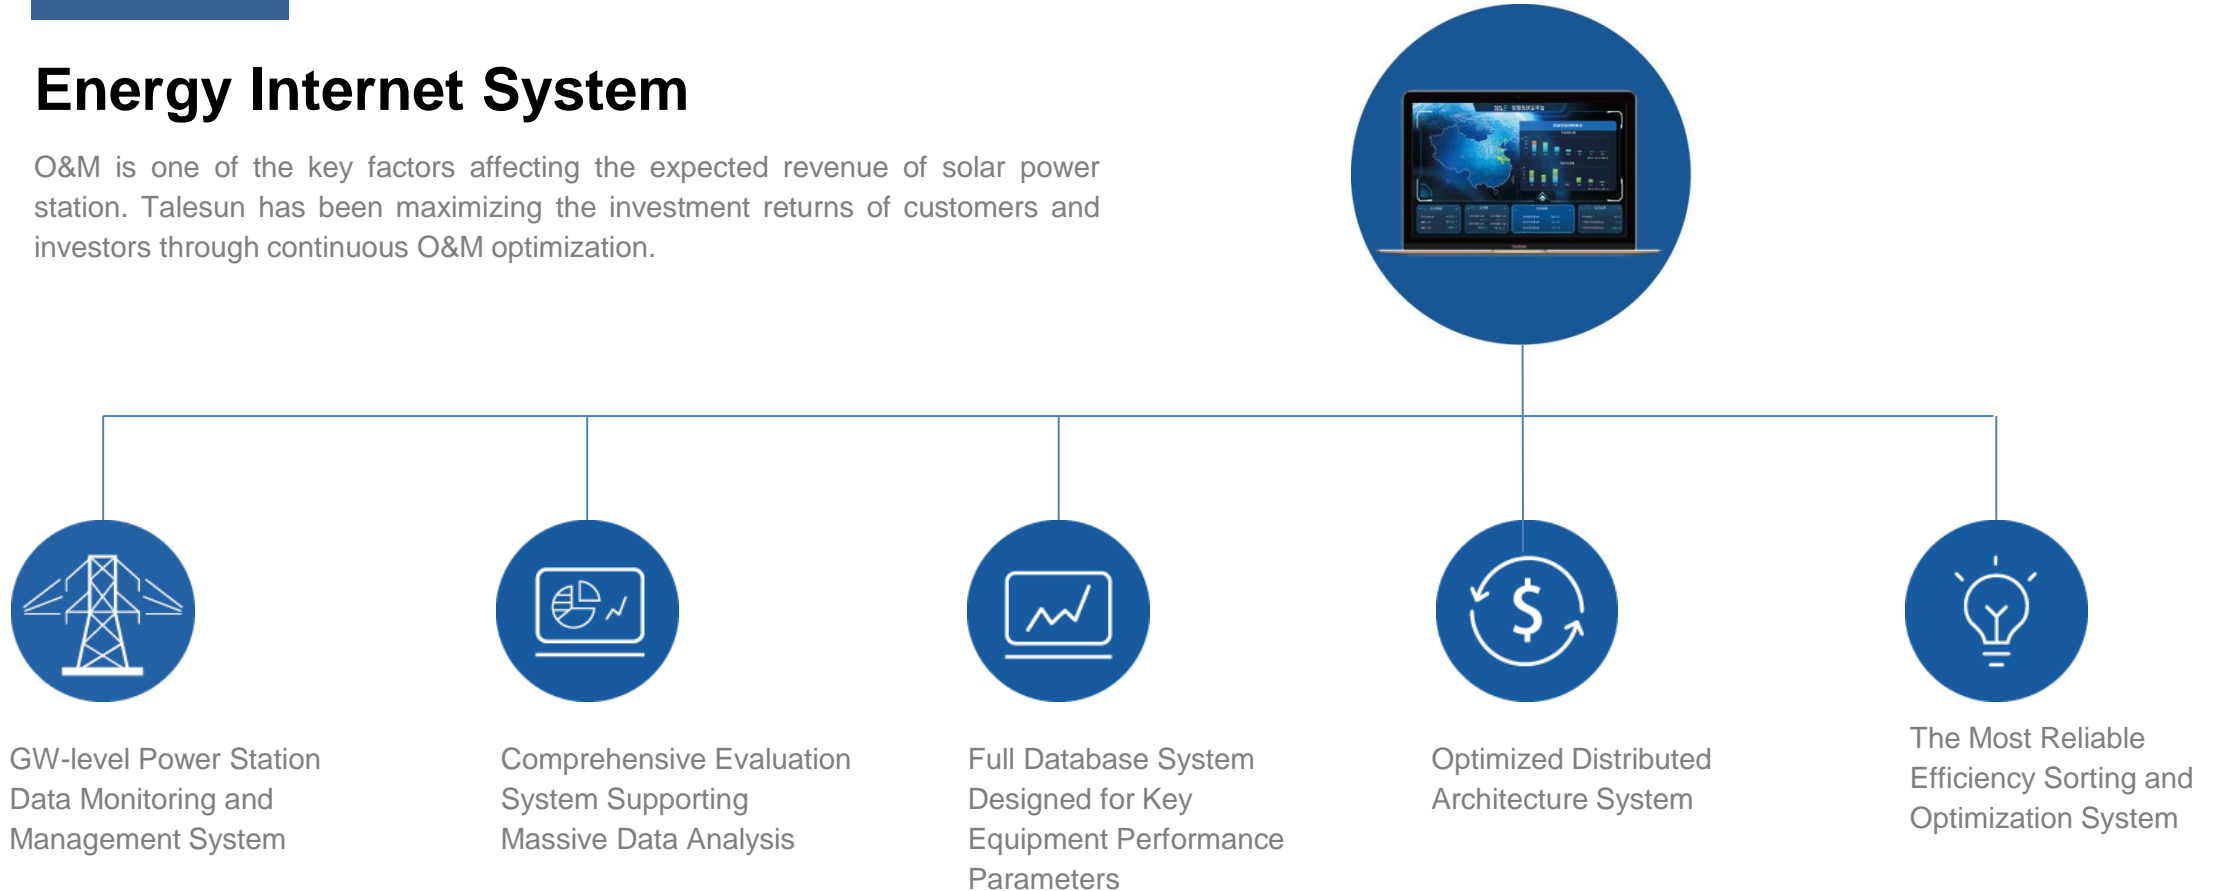 Energy Internet System
O&M is one of the key factors affecting the expected revenue of solar power
station. Talesun has been maximizing the investment returns of customers and
investors through continuous O&M optimization.
$
GW-level Power Station
Data Monitoring and
Management System
Comprehensive Evaluation
System Supporting
Massive Data Analysis
Full Database System
Designed for Key
Equipment Performance
Parameters
Optimized Distributed
Architecture System
The Most Reliable
Efficiency Sorting and
Optimization System